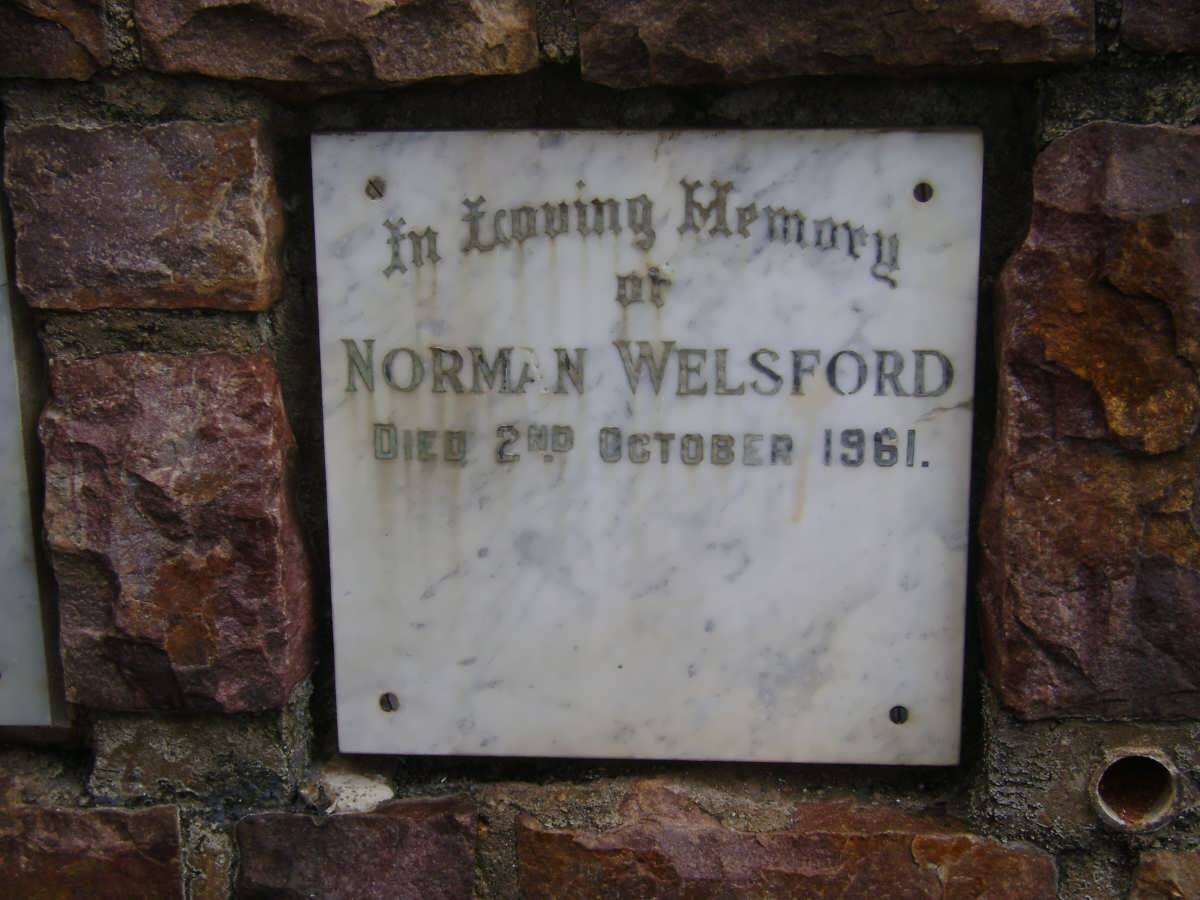 In Loving Memory
of
NORMAN WELSFORD
DIED 2ND OCTOBER 1961.